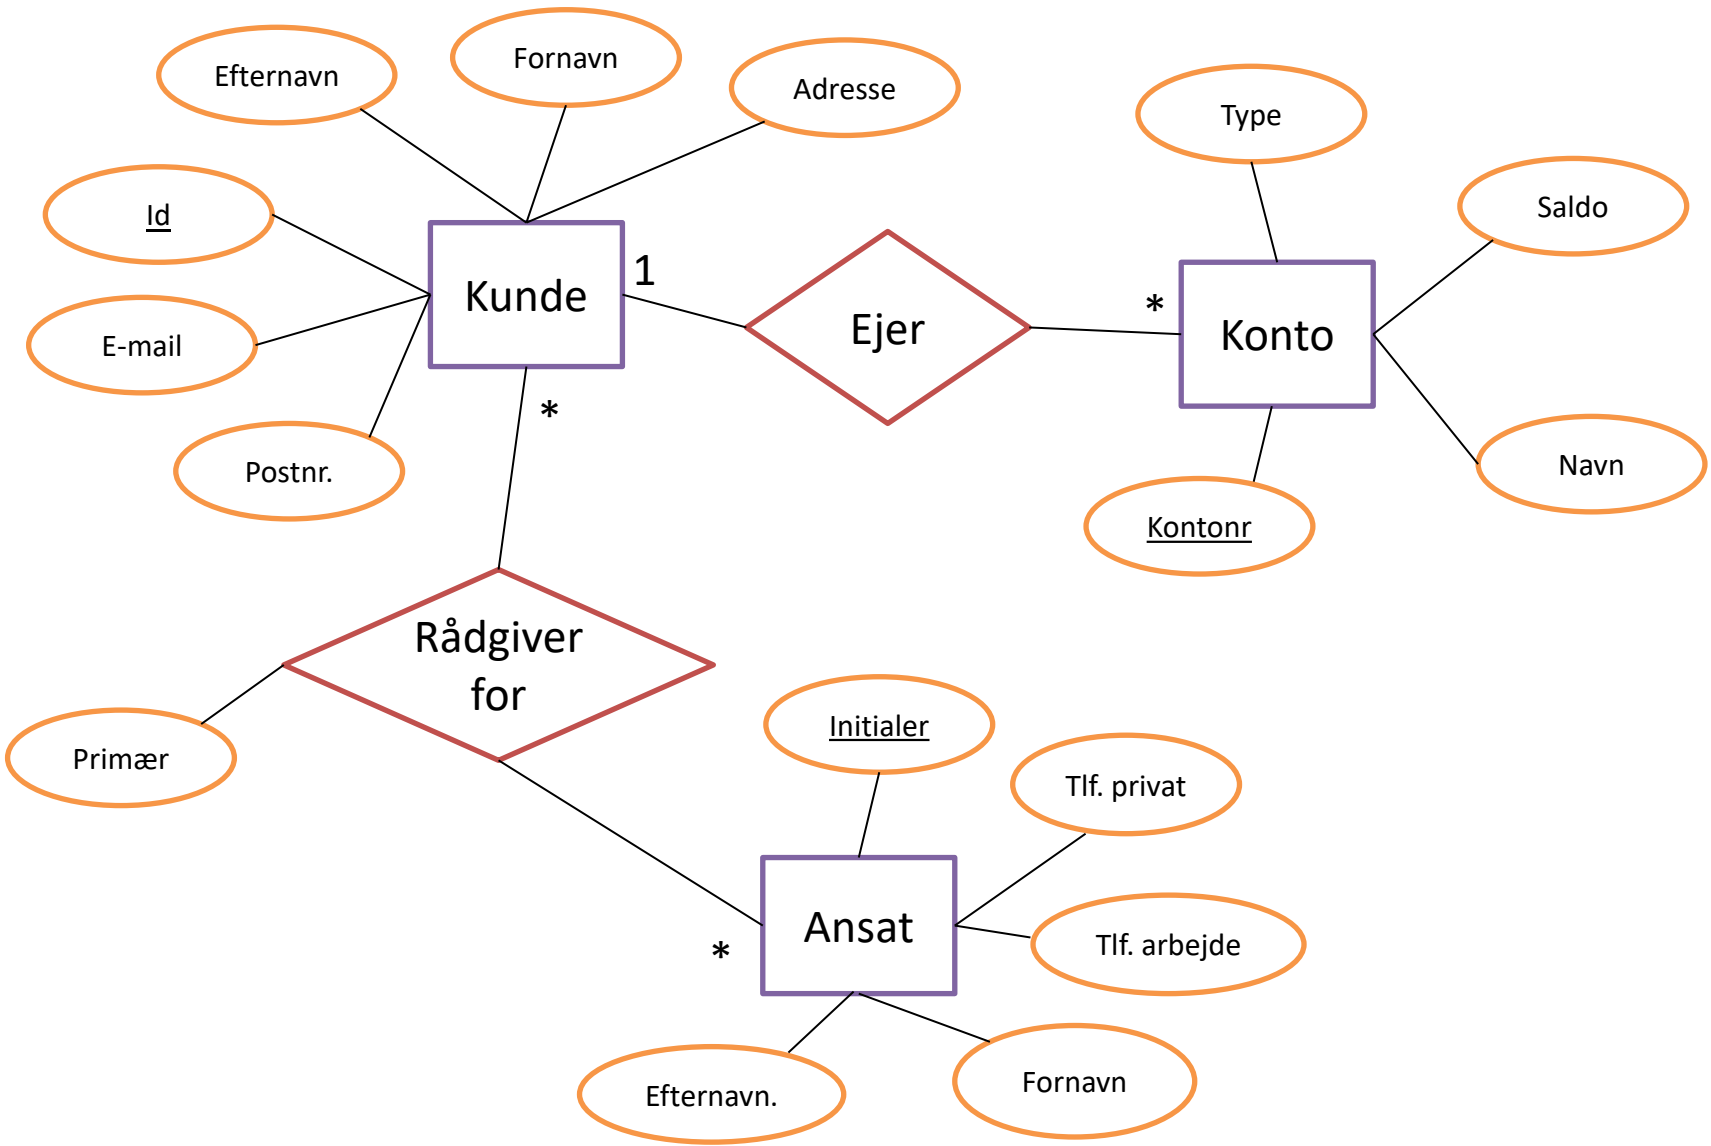 Fornavn
Efternavn
Adresse
Type
Id
Saldo
1
Kunde
*
Ejer
Konto
E-mail
*
Postnr.
Navn
Kontonr
Rådgiver
for
Primær
Initialer
Tlf. privat
Ansat
*
Tlf. arbejde
Fornavn
Efternavn.